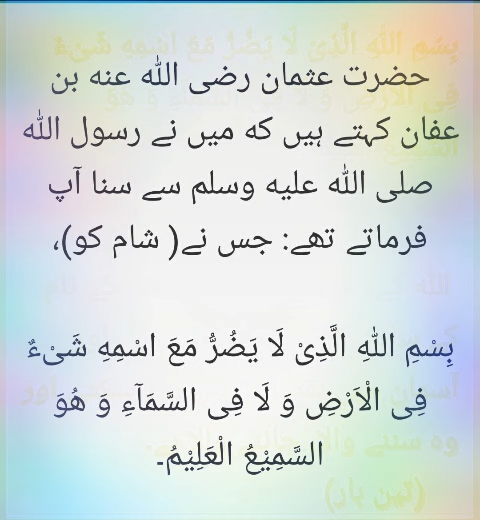 حضرت عثمان رضی اللہ عنہ بن
عفان کہتے ہیں کہ میں نے رسول اللہ
صلی اللہ علیہ وسلم سے سنا آپ
فرماتے تھے: جس نے( شام کو)،
بِسْمِ اللهِ الَّذِىْ لَا يَضُرُّ مَعَ اسْمِهِ شَىْءٌ
فِى الْاَرْضِ وَ لَا فِى السَّمَآءِ وَ هُوَ
السَّمِيْعُ الْعَلِيْمُ۔